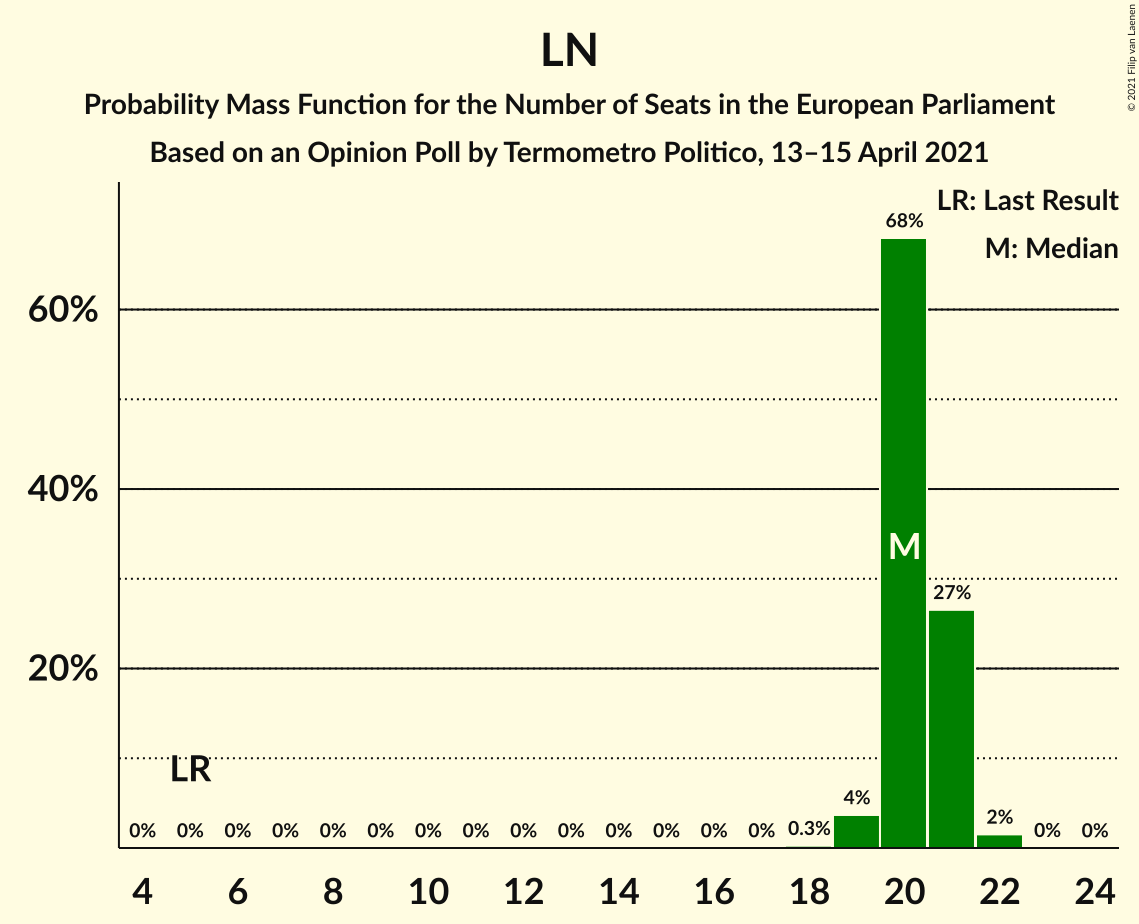 LN
Probability Mass Function for the Number of Seats in the European Parliament
Based on an Opinion Poll by Termometro Politico, 13–15 April 2021
© 2021 Filip van Laenen
LR: Last Result
M: Median
68%
60%
40%
M
27%
20%
LR
4%
2%
0% 0% 0% 0% 0% 0% 0% 0% 0% 0% 0% 0% 0% 0% 0.3% 0% 0%
4 6 8 10 12 14 16 18 20 22 24